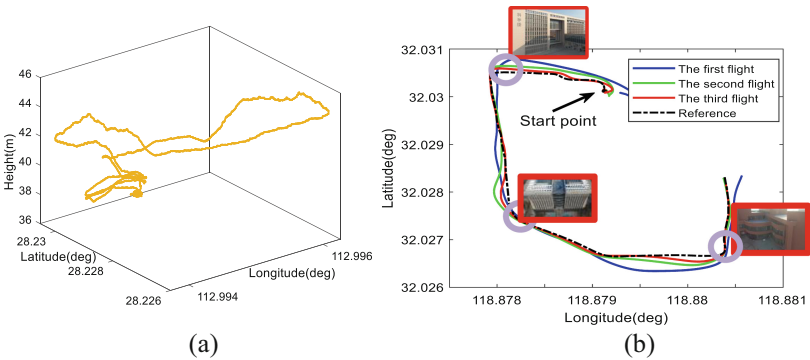 46
44
42
40
38
36
Height(m)
28.23
28.228
28.226
Latitude(deg)
112.994
112.996
Longitude(deg)
(a)
32.031
32.03
32.029
32.028
32.027
32.026
Latitude(deg)
The first flight
The second flight
The third flight
Reference
Start point
118.878
118.879
118.88
118.881
Longitude(deg)
(b)